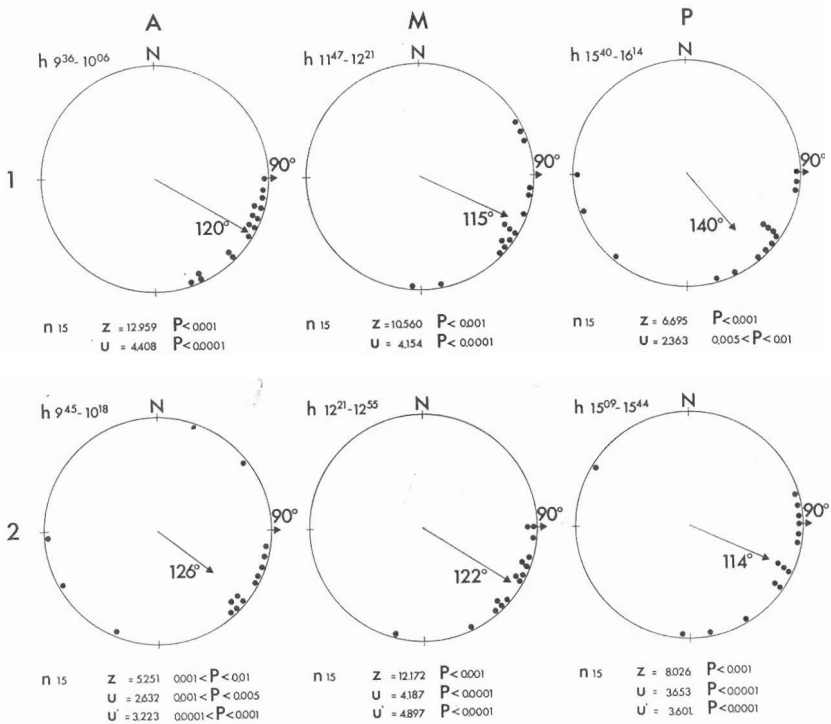 A M P
h 9³⁶-10⁰⁶ N h 11⁴⁷-12²¹ N h 15⁴⁰-16¹⁴ N
90° 90° 90°
1
120° 115° 140°
n 15 z = 12.959 P < 0.001 n 15 z = 10.560 P < 0.001 n 15 z = 6.695 P < 0.001
u = 4.408 P < 0.0001 u = 4.154 P < 0.0001 u = 2.363 0.005 < P < 0.01
h 9⁴⁵-10¹⁸ N h 12²¹-12⁵⁵ N h 15⁰⁹-15⁴⁴ N
90° 90° 90°
2
126° 122° 114°
n 15 z = 5.251 0.001 < P < 0.01 n 15 z = 12.172 P < 0.001 n 15 z = 8.026 P < 0.001
u = 2.632 0.001 < P < 0.005 u = 4.187 P < 0.0001 u = 3.653 P < 0.0001
u' = 3.223 0.0001 < P < 0.001 u' = 4.897 P < 0.0001 u' = 3.601 P < 0.0001